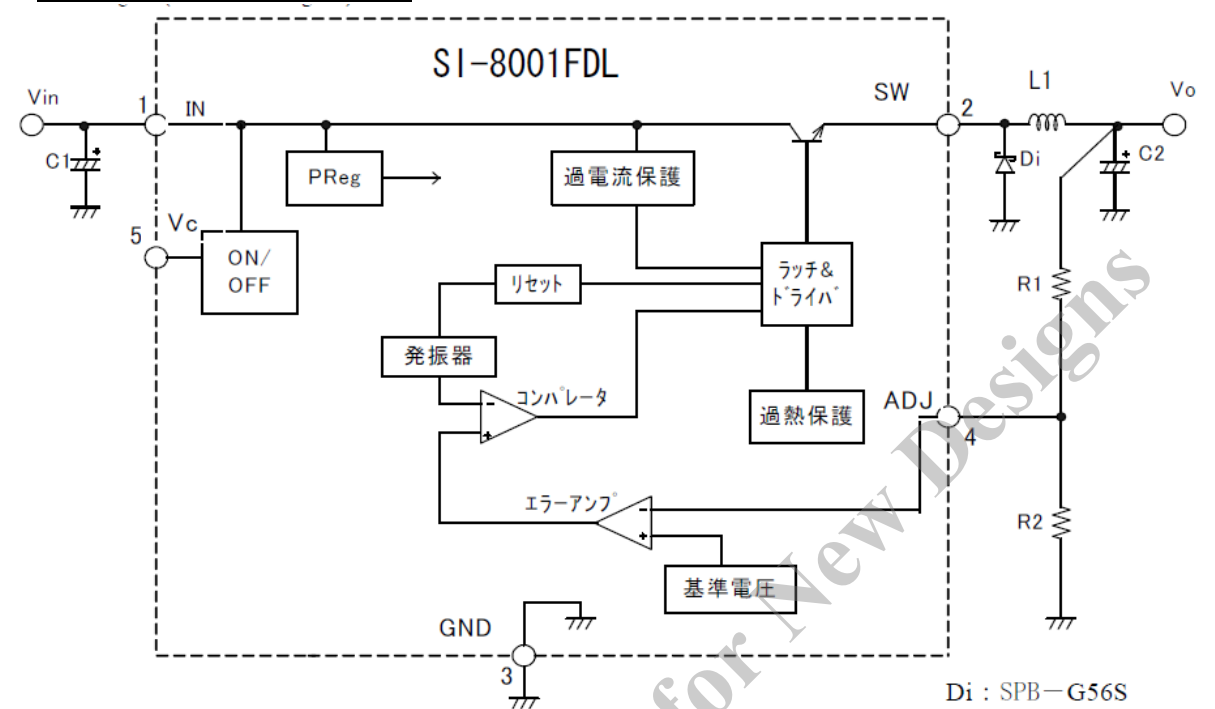 SI-8001FDL
Vin
1
IN
SW
2
L1
Vo
C1
+
PReg
過電流保護
Di
+
C2
5
Vc
ON/
OFF
リセット
ラッチ&
ドライバ
R1
発振器
-
+
コンパレータ
過熱保護
ADJ
4
エラーアンプ
-
+
基準電圧
R2
GND
3
for New Designs
Di : SPB-G56S